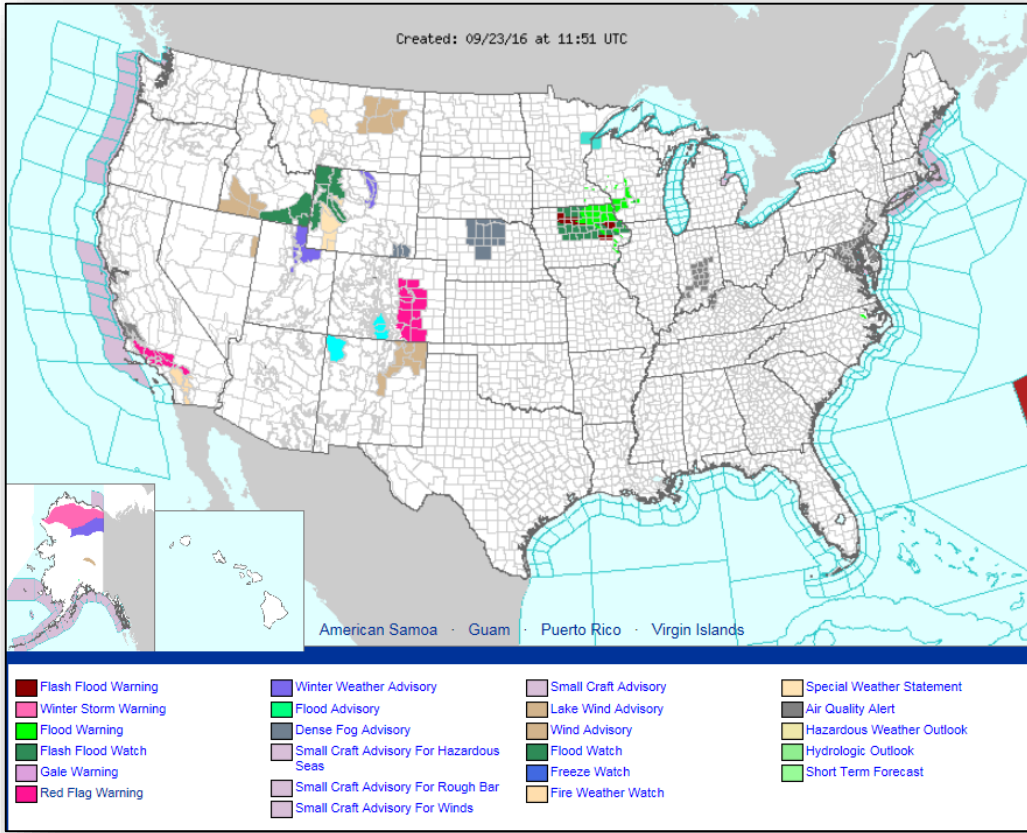 Created: 09/23/16 at 11:51 UTC
American Samoa · Guam · Puerto Rico · Virgin Islands
Flash Flood Warning
Winter Storm Warning
Flood Warning
Flash Flood Watch
Gale Warning
Red Flag Warning
Winter Weather Advisory
Flood Advisory
Dense Fog Advisory
Small Craft Advisory For Hazardous
Seas
Small Craft Advisory For Rough Bar
Small Craft Advisory For Winds
Small Craft Advisory
Lake Wind Advisory
Wind Advisory
Flood Watch
Freeze Watch
Fire Weather Watch
Special Weather Statement
Air Quality Alert
Hazardous Weather Outlook
Hydrologic Outlook
Short Term Forecast